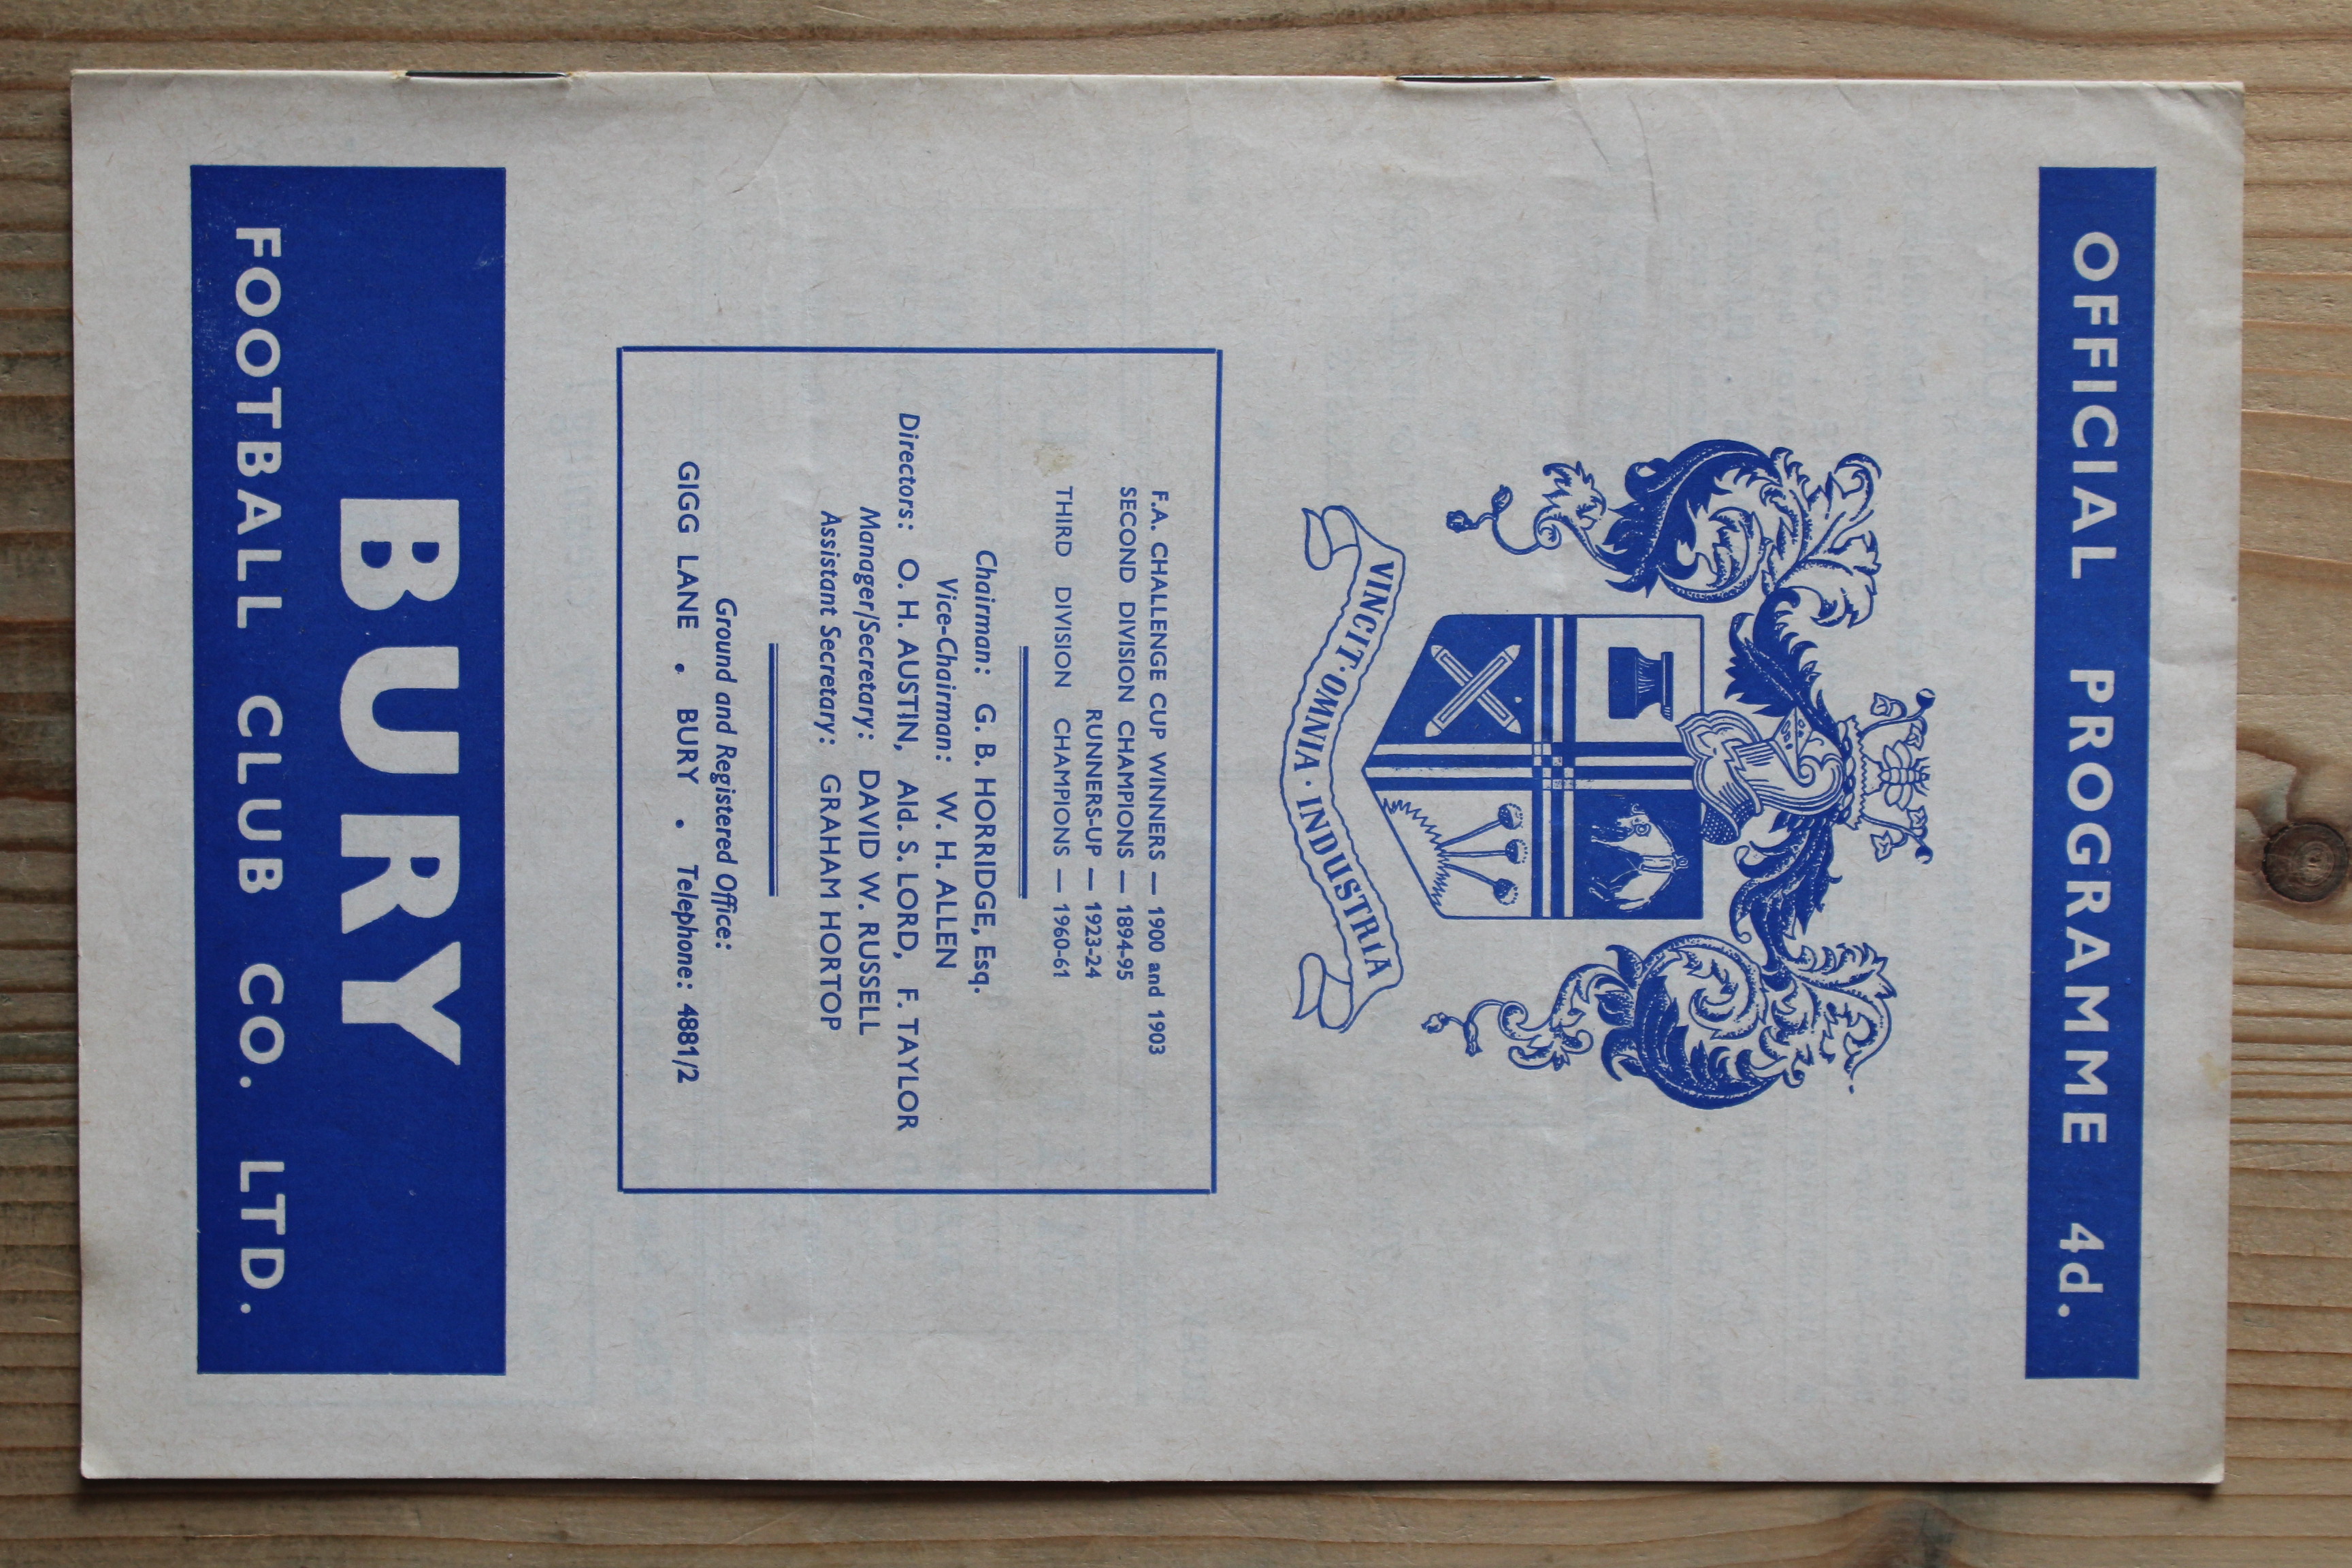 OFFICIAL PROGRAMME 4d.
VINCIT · OMNIA · INDUSTRIA
F.A. CHALLENGE CUP WINNERS — 1900 and 1903
SECOND DIVISION CHAMPIONS — 1894-95
RUNNERS-UP — 1923-24
THIRD DIVISION CHAMPIONS — 1960-61
Chairman: G. B. HORRIDGE, Esq.
Vice-Chairman: W. H. ALLEN
Directors: O. H. AUSTIN, Ald. S. LORD, F. TAYLOR
Manager/Secretary: DAVID W. RUSSELL
Assistant Secretary: GRAHAM HORTOP
Ground and Registered Office:
GIGG LANE . BURY . Telephone: 4881/2
BURY
FOOTBALL CLUB CO. LTD.